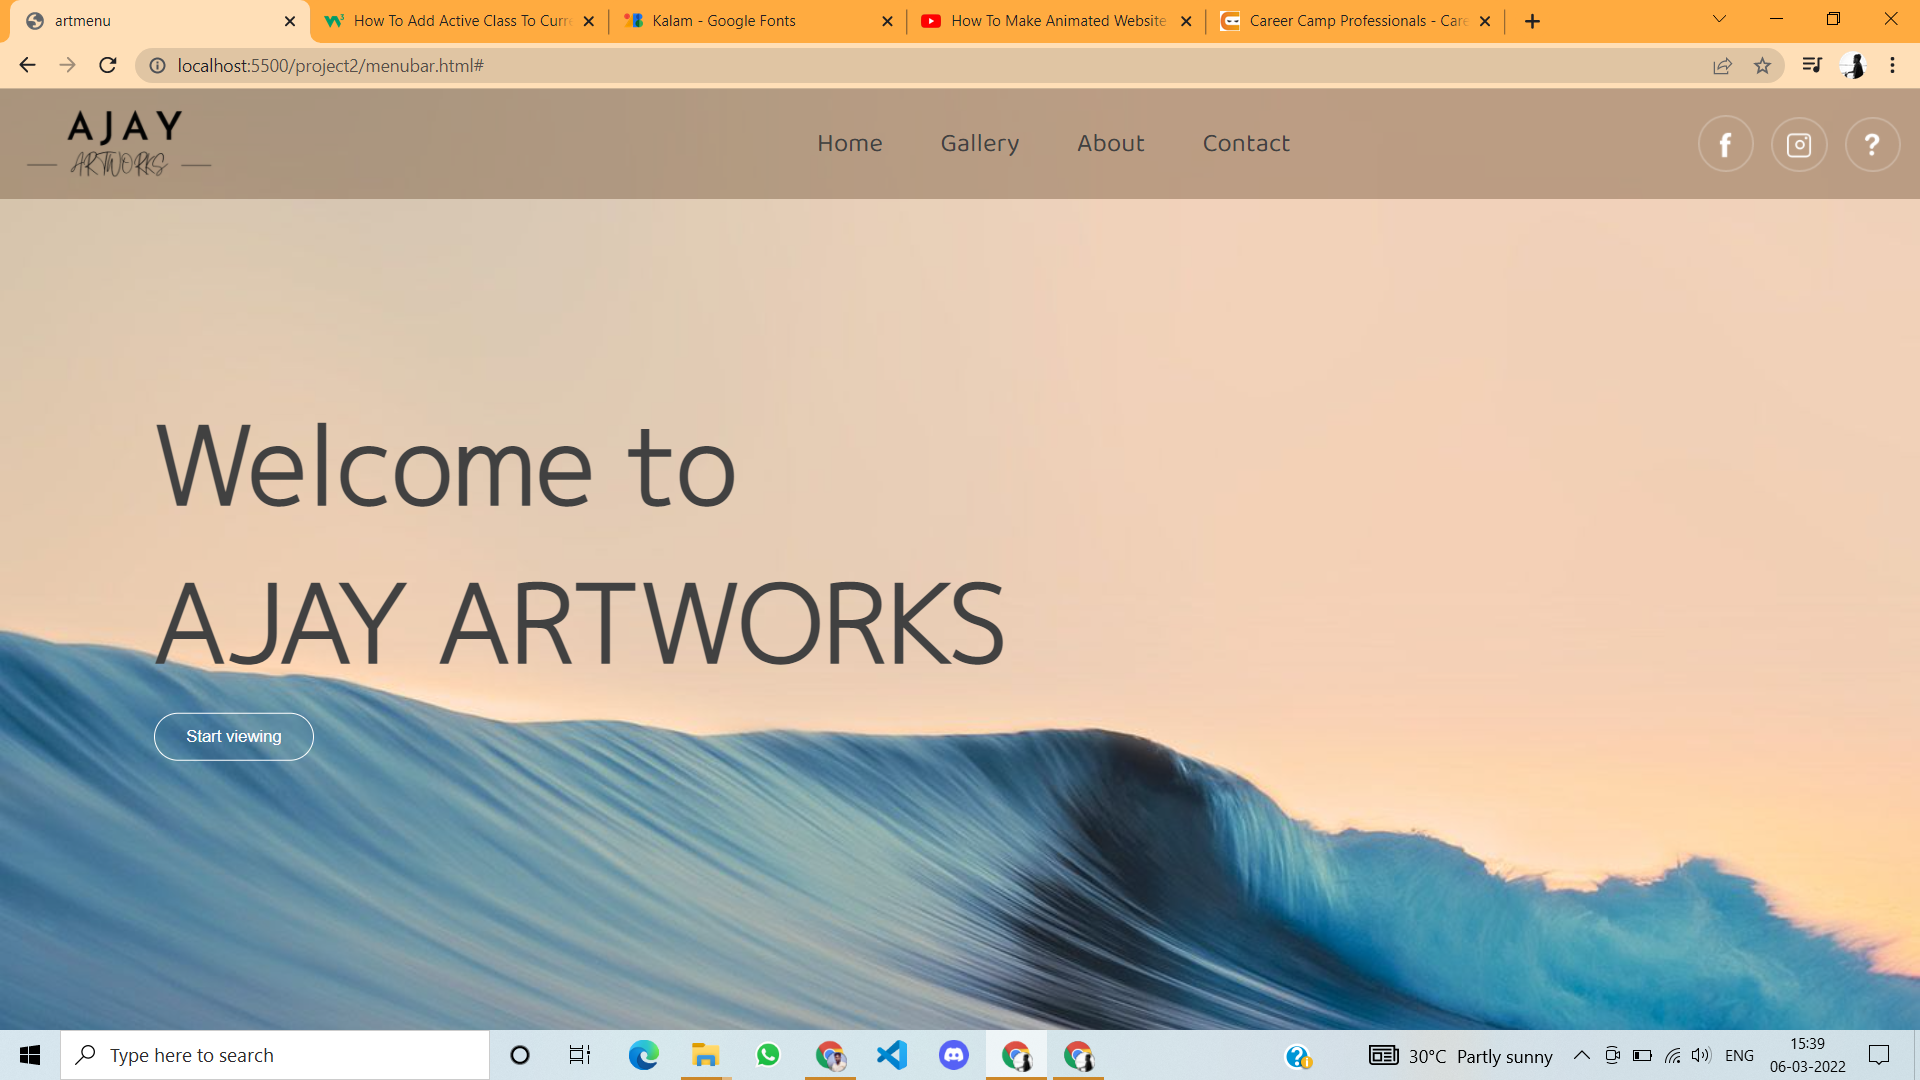 artmenu
How To Add Active Class To Curre
Kalam - Google Fonts
How To Make Animated Website
Career Camp Professionals - Care
localhost:5500/project2/menubar.html#
AJAY
ARTWORKS
Home
Gallery
About
Contact
f
?
Welcome to
AJAY ARTWORKS
Start viewing
Type here to search
30°C Partly sunny
ENG
15:39
06-03-2022